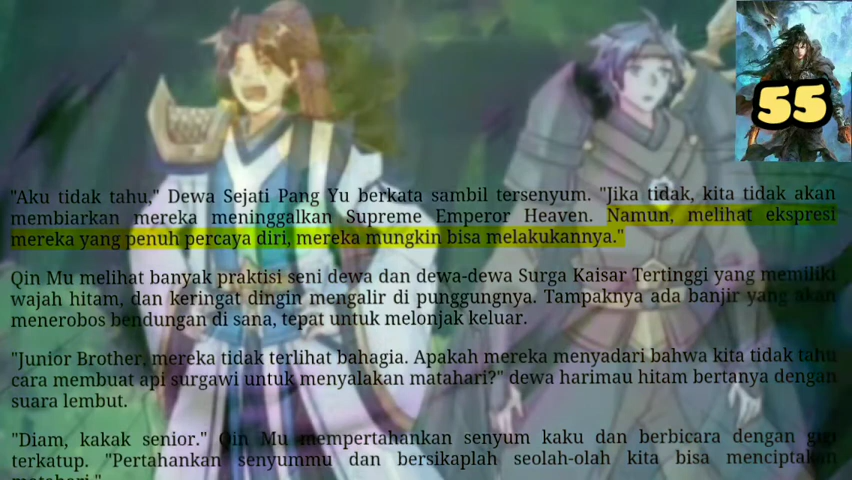 55
"Aku tidak tahu," Dewa Sejati Pang Yu berkata sambil tersenyum. "Jika tidak, kita tidak akan
membiarkan mereka meninggalkan Supreme Emperor Heaven. Namun, melihat ekspresi
mereka yang penuh percaya diri, mereka mungkin bisa melakukannya."
Qin Mu melihat banyak praktisi seni dewa dan dewa-dewa Surga Kaisar Tertinggi yang memiliki
wajah hitam, dan keringat dingin mengalir di punggungnya. Tampaknya ada banjir yang akan
menerobos bendungan di sana, tepat untuk melonjak keluar.
"Junior Brother, mereka tidak terlihat bahagia. Apakah mereka menyadari bahwa kita tidak tahu
cara membuat api surgawi untuk menyalakan matahari?" dewa harimau hitam bertanya dengan
suara lembut.
"Diam, kakak senior." Qin Mu mempertahankan senyum kaku dan berbicara dengan gigi
terkatup. "Pertahankan senyummu dan bersikaplah seolah-olah kita bisa menciptakan
matahari."